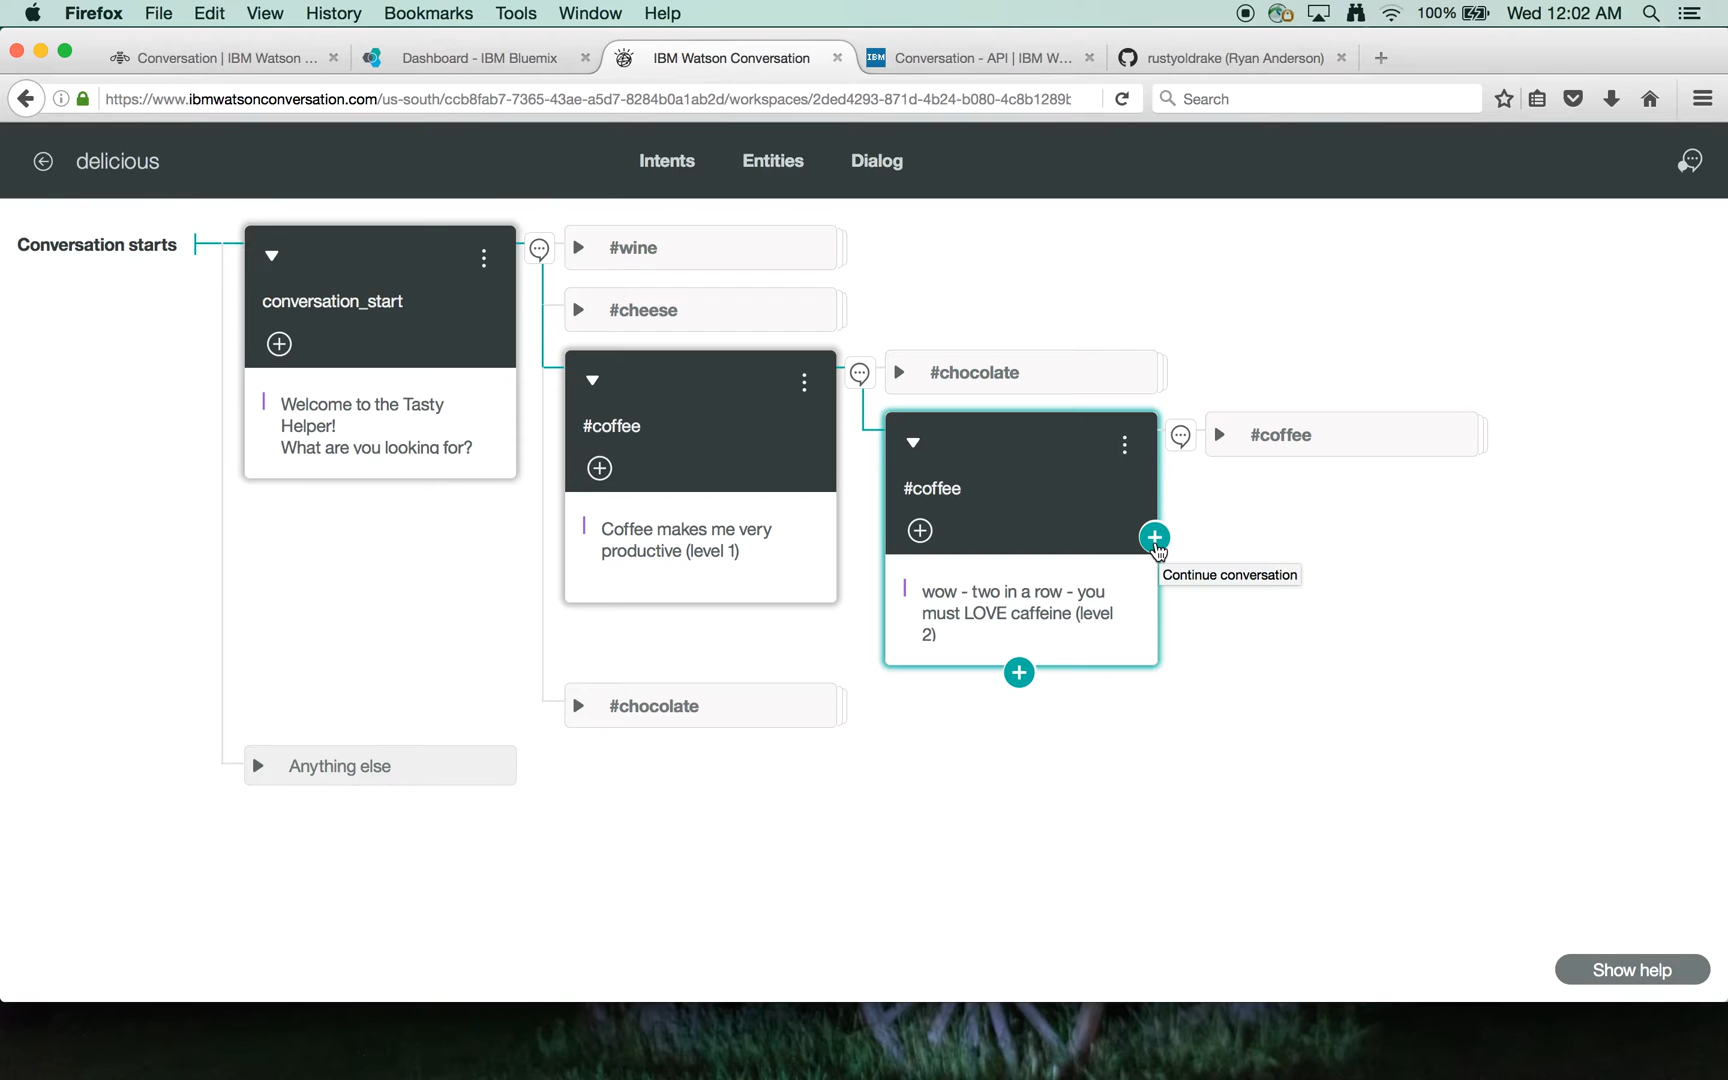 Firefox File Edit View History Bookmarks Tools Window Help 100% Wed 12:02 AM
Conversation | IBM Watson ... Dashboard - IBM Bluemix IBM Watson Conversation IBM Conversation - API | IBM W... rustyoldrake (Ryan Anderson)
https://www.ibmwatsonconversation.com/us-south/ccb8fab7-7365-43ae-a5d7-8284b0a1ab2d/workspaces/2ded4293-871d-4b24-b080-4c8b1289b Search
delicious Intents Entities Dialog
Conversation starts
conversation_start
Welcome to the Tasty
Helper!
What are you looking for?
#wine
#cheese
#coffee
Coffee makes me very
productive (level 1)
#chocolate
#coffee
wow - two in a row - you
must LOVE caffeine (level
2)
#coffee
Continue conversation
#chocolate
Anything else
Show help